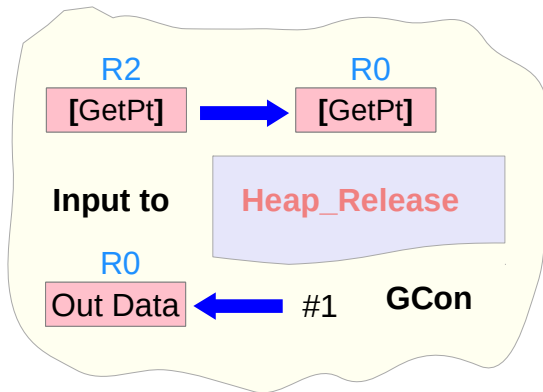 R2 R0
[GetPt] [GetPt]
Input to Heap_Release
R0
Out Data #1 GCon